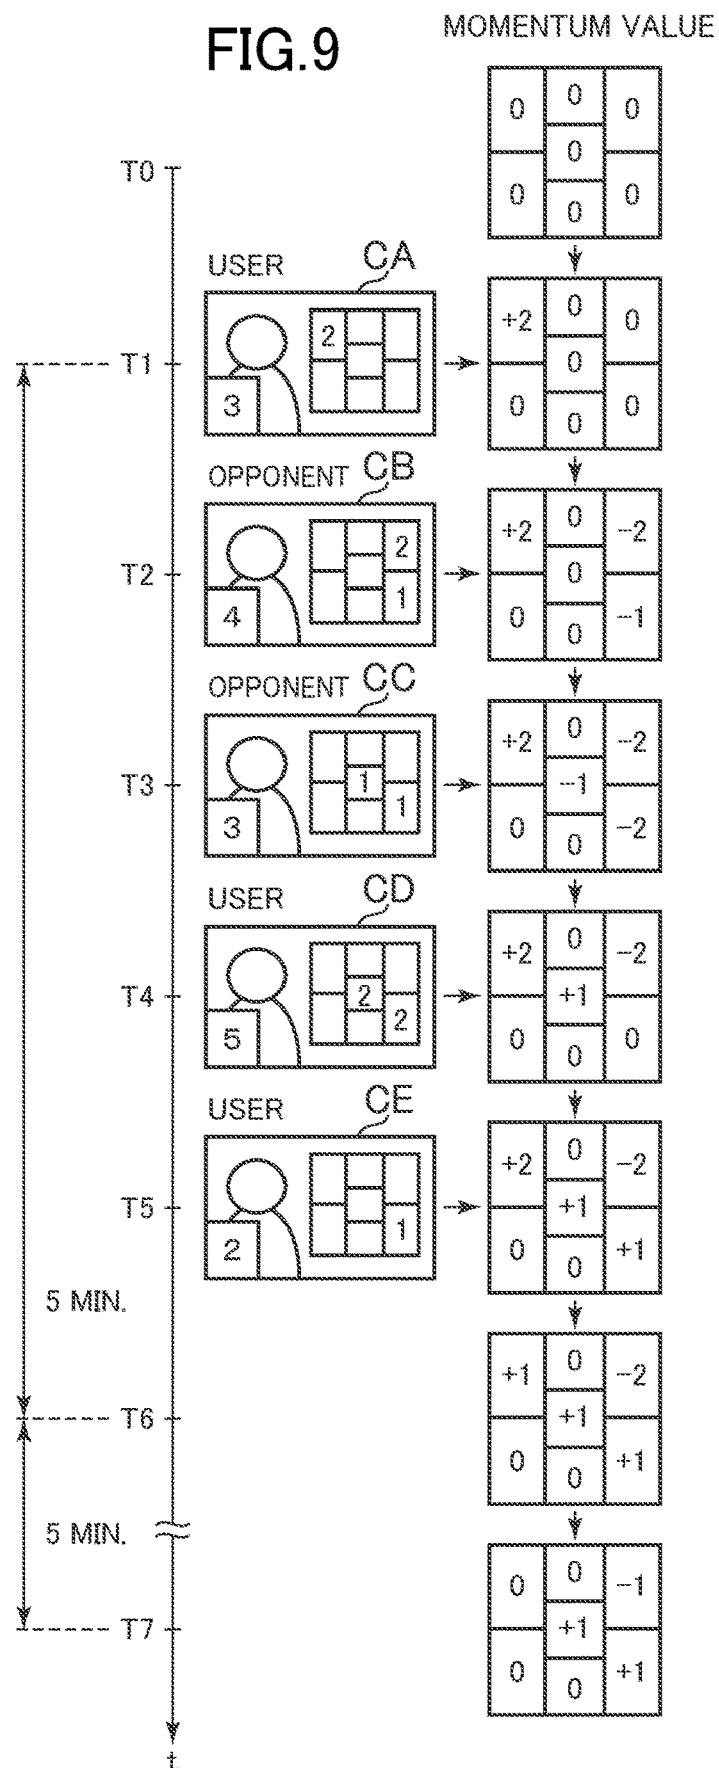 FIG.9
MOMENTUM VALUE
0 0 0
0
0 0 0
T0
USER CA
2
3
T1
+2 0 0
0
0 0 0
OPPONENT CB
2
1
4
T2
+2 0 -2
0
0 0 -1
OPPONENT CC
1
1
3
T3
+2 0 -2
-1
0 0 -2
USER CD
2
2
5
T4
+2 0 -2
+1
0 0 0
USER CE
1
2
T5
+2 0 -2
+1
0 0 +1
5 MIN.
T6
+1 0 -2
+1
0 0 +1
5 MIN.
T7
0 0 -1
+1
0 0 +1
t